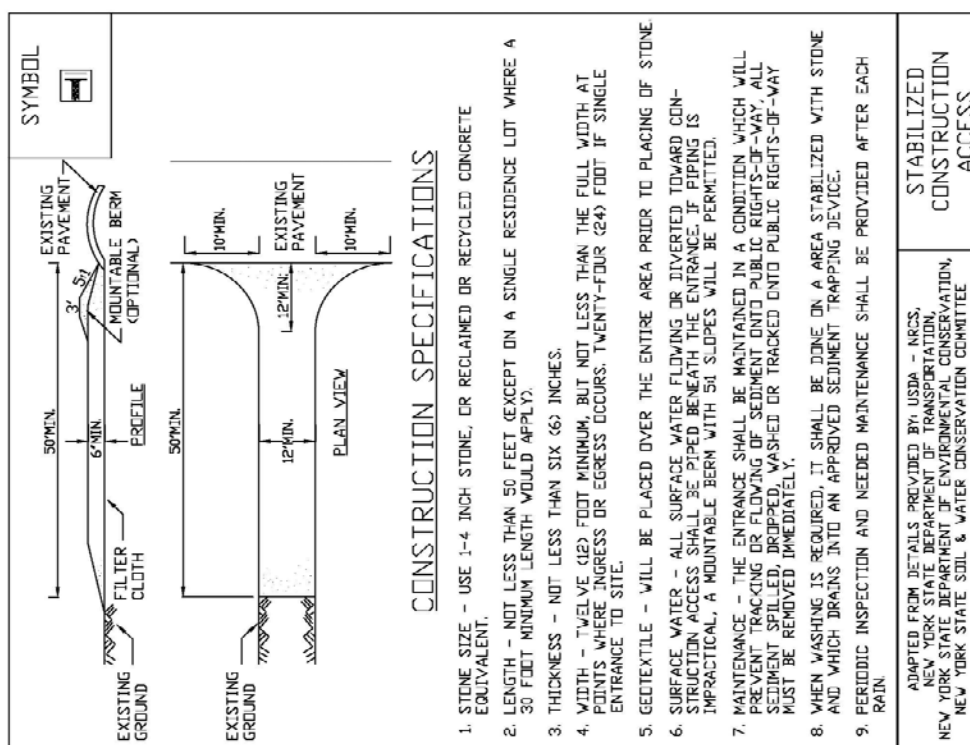 SYMBOL
50'MIN.
EXISTING
PAVEMENT
3'
5:1
6"MIN.
MOUNTABLE BERM
(OPTIONAL)
PROFILE
FILTER
CLOTH
EXISTING
GROUND
50'MIN.
10'MIN.
EXISTING
PAVEMENT
12'MIN.
12'MIN.
10'MIN.
PLAN VIEW
EXISTING
GROUND
CONSTRUCTION SPECIFICATIONS
1. STONE SIZE - USE 1-4 INCH STONE, OR RECLAIMED OR RECYCLED CONCRETE
EQUIVALENT.
2. LENGTH - NOT LESS THAN 50 FEET (EXCEPT ON A SINGLE RESIDENCE LOT WHERE A
30 FOOT MINIMUM LENGTH WOULD APPLY).
3. THICKNESS - NOT LESS THAN SIX (6) INCHES.
4. WIDTH - TWELVE (12) FOOT MINIMUM, BUT NOT LESS THAN THE FULL WIDTH AT
POINTS WHERE INGRESS OR EGRESS OCCURS. TWENTY-FOUR (24) FOOT IF SINGLE
ENTRANCE TO SITE.
5. GEOTEXTILE - WILL BE PLACED OVER THE ENTIRE AREA PRIOR TO PLACING OF STONE.
6. SURFACE WATER - ALL SURFACE WATER FLOWING OR DIVERTED TOWARD CON-
STRUCTION ACCESS SHALL BE PIPED BENEATH THE ENTRANCE. IF PIPING IS
IMPRACTICAL, A MOUNTABLE BERM WITH 5:1 SLOPES WILL BE PERMITTED.
7. MAINTENANCE - THE ENTRANCE SHALL BE MAINTAINED IN A CONDITION WHICH WILL
PREVENT TRACKING OR FLOWING OF SEDIMENT ONTO PUBLIC RIGHTS-OF-WAY, ALL
SEDIMENT SPILLED, DROPPED, WASHED OR TRACKED ONTO PUBLIC RIGHTS-OF-WAY
MUST BE REMOVED IMMEDIATELY.
8. WHEN WASHING IS REQUIRED, IT SHALL BE DONE ON A AREA STABILIZED WITH STONE
AND WHICH DRAINS INTO AN APPROVED SEDIMENT TRAPPING DEVICE.
9. PERIODIC INSPECTION AND NEEDED MAINTENANCE SHALL BE PROVIDED AFTER EACH
RAIN.
ADAPTED FROM DETAILS PROVIDED BY: USDA - NRCS,
NEW YORK STATE DEPARTMENT OF TRANSPORTATION,
NEW YORK STATE DEPARTMENT OF ENVIRONMENTAL CONSERVATION,
NEW YORK STATE SOIL & WATER CONSERVATION COMMITTEE
STABILIZED
CONSTRUCTION
ACCESS